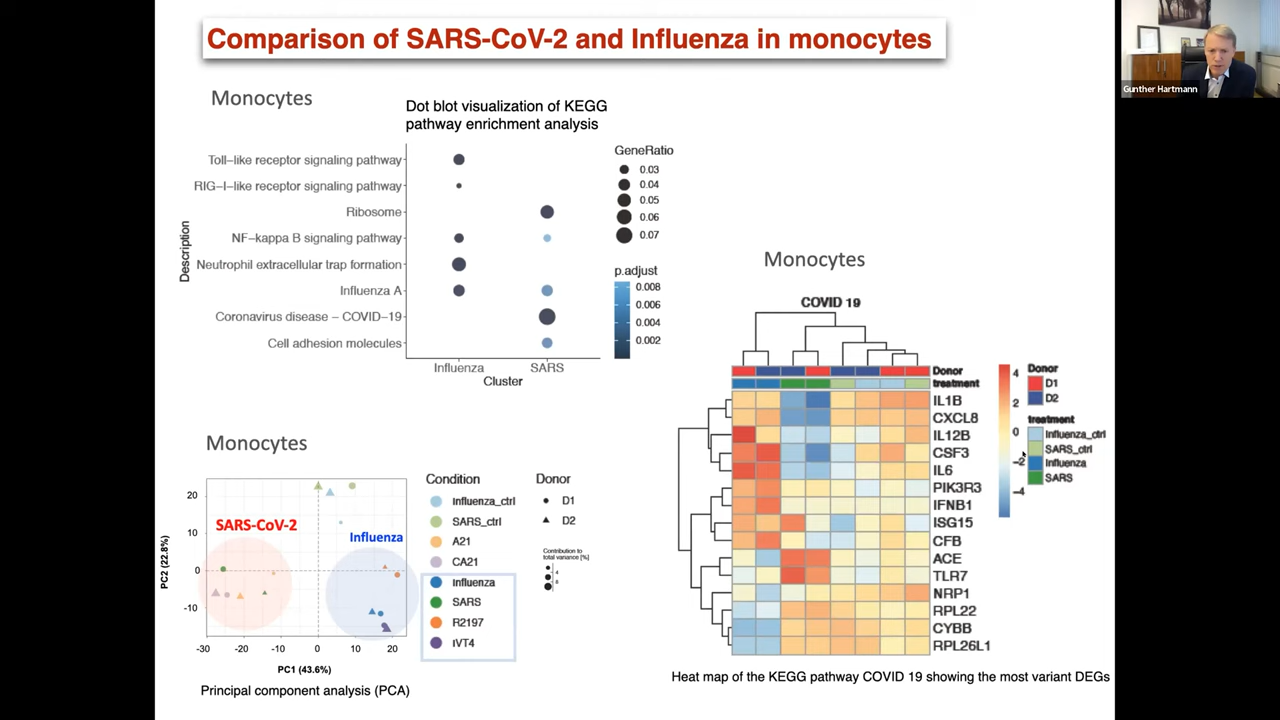 Comparison of SARS-CoV-2 and Influenza in monocytes
Gunther Hartmann
Monocytes
Dot blot visualization of KEGG
pathway enrichment analysis
Description
Toll-like receptor signaling pathway
RIG-I-like receptor signaling pathway
Ribosome
NF-kappa B signaling pathway
Neutrophil extracellular trap formation
Influenza A
Coronavirus disease - COVID-19
Cell adhesion molecules
Influenza SARS
Cluster
GeneRatio
0.03
0.04
0.05
0.06
0.07
p.adjust
0.008
0.006
0.004
0.002
Monocytes
SARS-CoV-2
Influenza
PC2 (22.8%)
20
10
0
-10
-30 -20 -10 0 10 20
PC1 (43.6%)
Principal component analysis (PCA)
Condition
Influenza_ctrl
SARS_ctrl
A21
CA21
Influenza
SARS
R2197
IVT4
Donor
D1
D2
Contribution to
total variance [%]
Monocytes
COVID 19
Donor
treatment
IL1B
CXCL8
IL12B
CSF3
IL6
PIK3R3
IFNB1
ISG15
CFB
ACE
TLR7
NRP1
RPL22
CYBB
RPL26L1
4
2
0
-2
-4
Donor
D1
D2
treatment
Influenza_ctrl
SARS_ctrl
Influenza
SARS
Heat map of the KEGG pathway COVID 19 showing the most variant DEGs